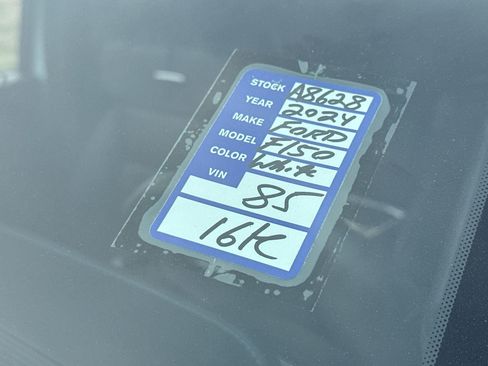 STOCK A8628
YEAR 2024
MAKE FORD
MODEL F150
COLOR White
VIN
85
16K